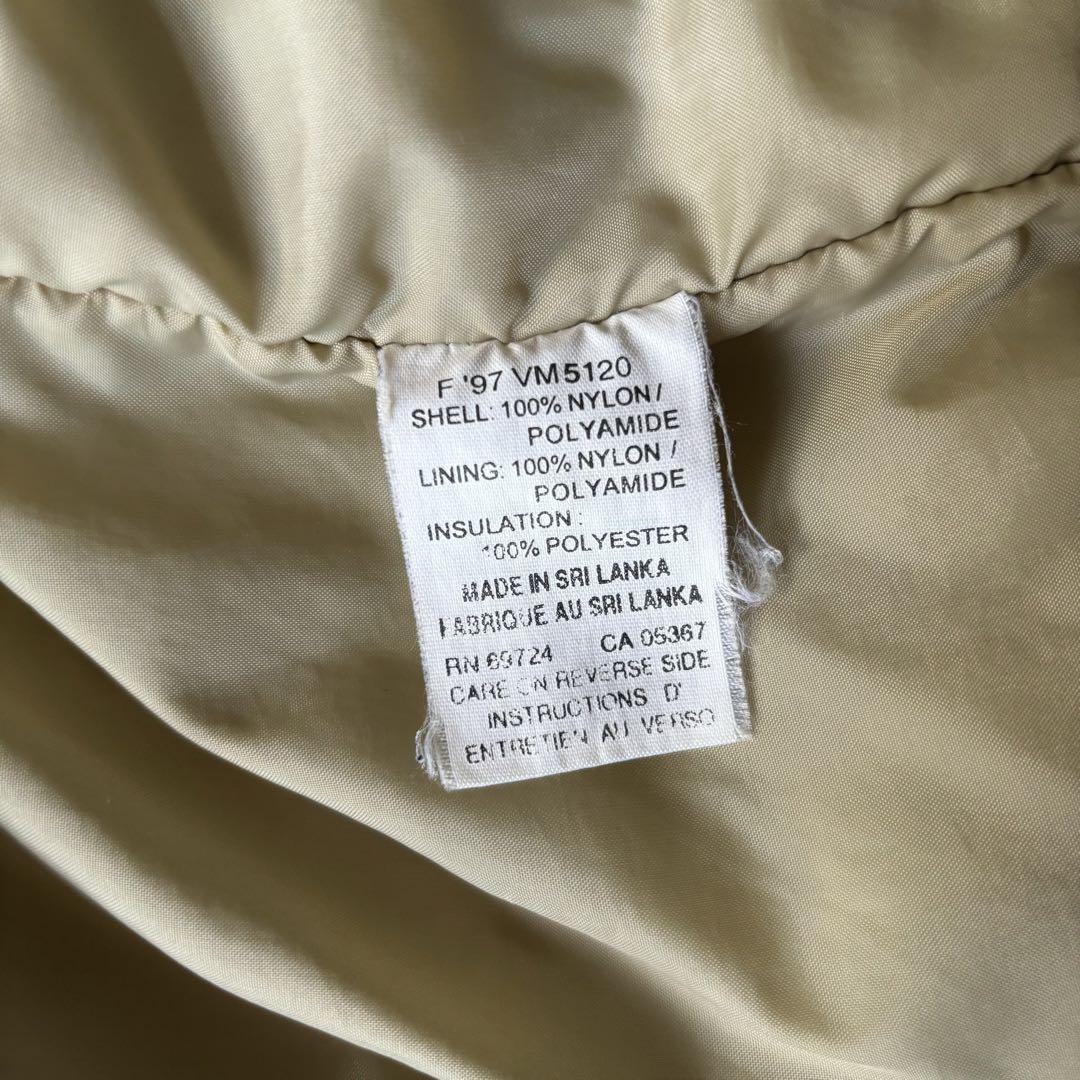 F '97 VM5120
SHELL: 100% NYLON/
POLYAMIDE
LINING: 100% NYLON /
POLYAMIDE
INSULATION :
100% POLYESTER
MADE IN SRI LANKA
FABRIQUE AU SRI LANKA
RN 69724 CA 05367
CARE ON REVERSE SIDE
INSTRUCTIONS D'
ENTRETIEN AU VERSO